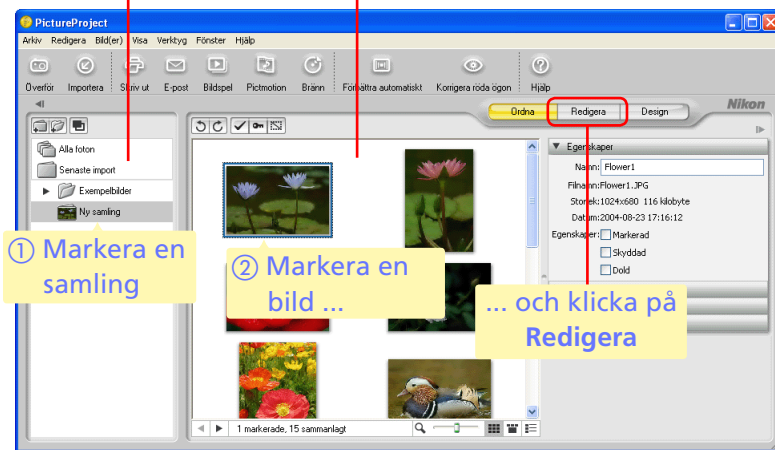 PictureProject
Arkiv Redigera Bild(er) Visa Verktyg Fönster Hjälp
Överför Importera Skriv ut E-post Bildspel Pictmotion Bränn Förbättra automatiskt Korrigera röda ögon Hjälp
Ordna Redigera Design Nikon
Alla foton
Senaste import
Exempelbilder
Ny samling
Egenskaper
Namn: Flower1
Filnamn: Flower1.JPG
Storlek: 1024x680 116 kilobyte
Datum: 2004-08-23 17:16:12
Egenskaper: Markerad
Skyddad
Dold
① Markera en
samling
② Markera en
bild ...
... och klicka på
Redigera
1 markerade, 15 sammanlagt